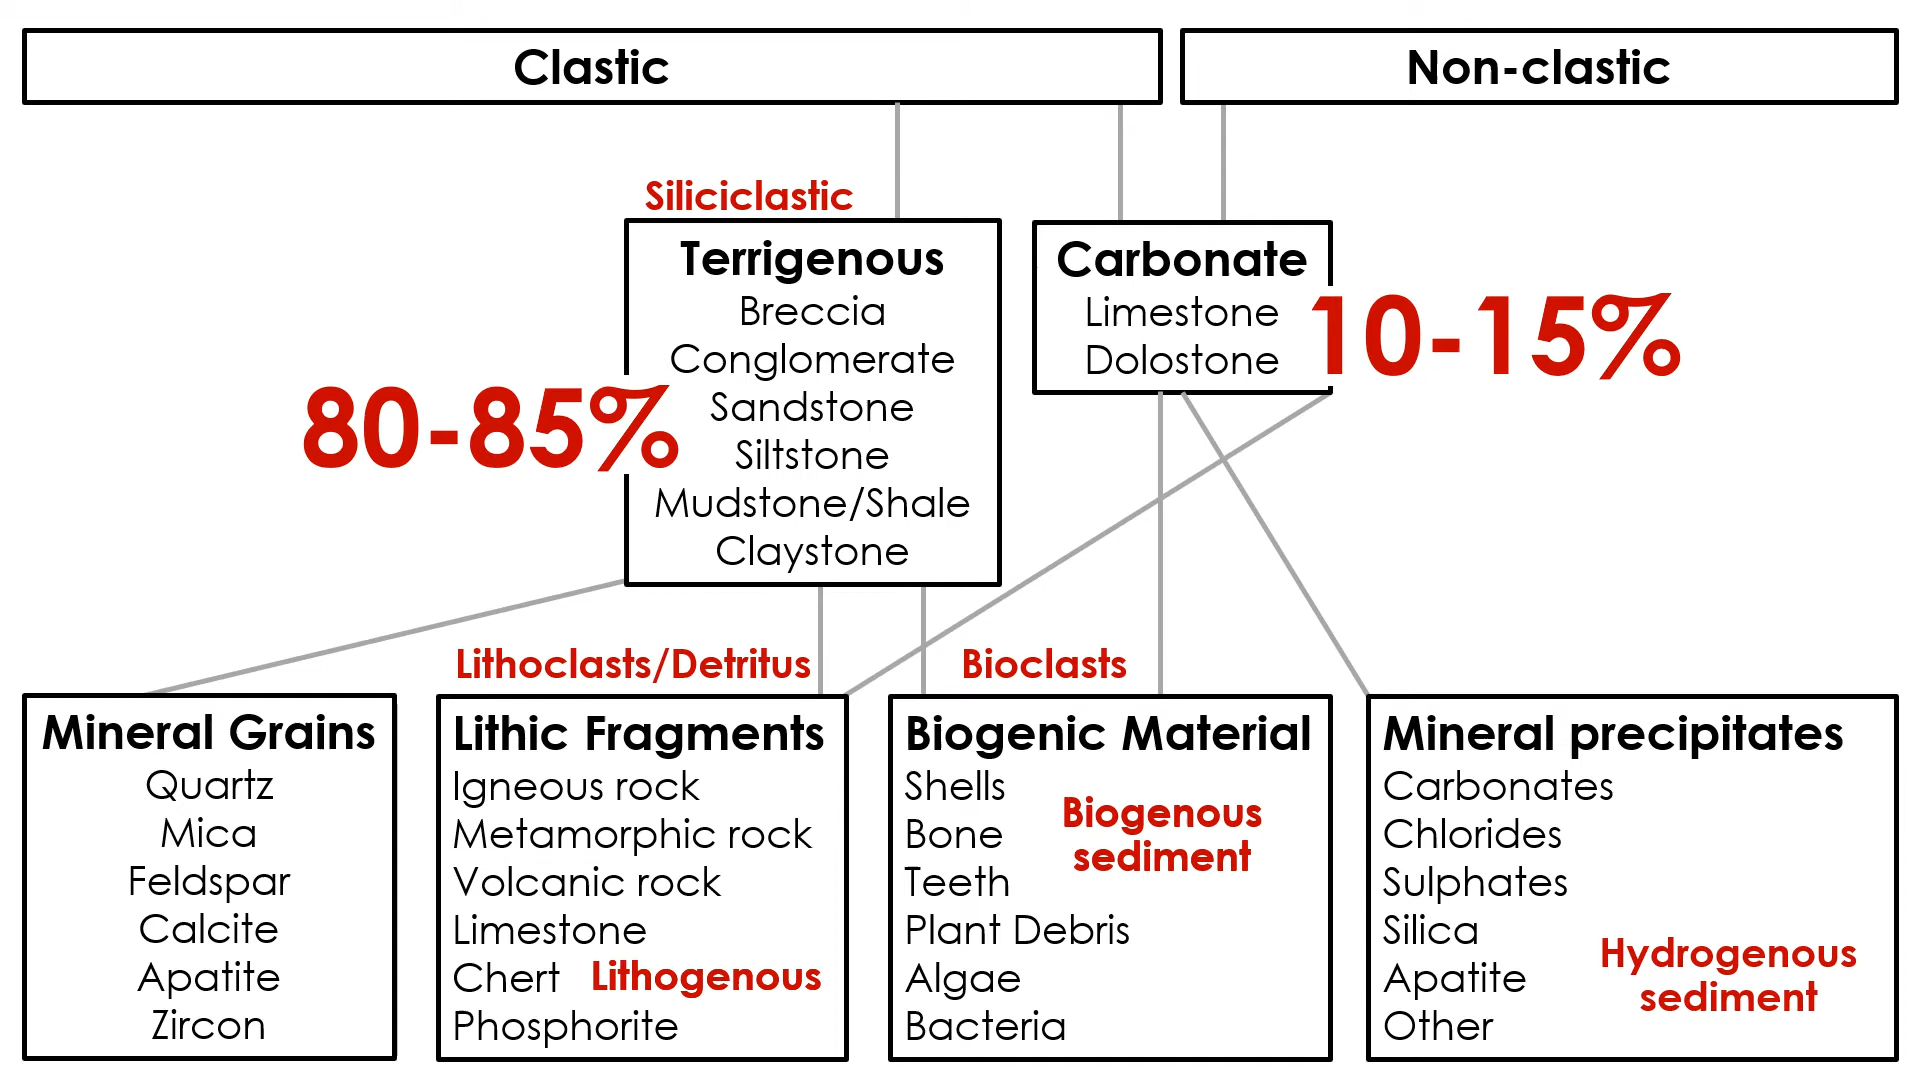 Clastic
Non-clastic
Siliciclastic
Terrigenous
Breccia
Conglomerate
Sandstone
Siltstone
Mudstone/Shale
Claystone
80-85%
Carbonate
Limestone
Dolostone
10-15%
Lithoclasts/Detritus
Bioclasts
Mineral Grains
Quartz
Mica
Feldspar
Calcite
Apatite
Zircon
Lithic Fragments
Igneous rock
Metamorphic rock
Volcanic rock
Limestone
Chert
Lithogenous
Phosphorite
Biogenic Material
Shells
Bone
Teeth
Plant Debris
Algae
Bacteria
Biogenous
sediment
Mineral precipitates
Carbonates
Chlorides
Sulphates
Silica
Apatite
Other
Hydrogenous
sediment